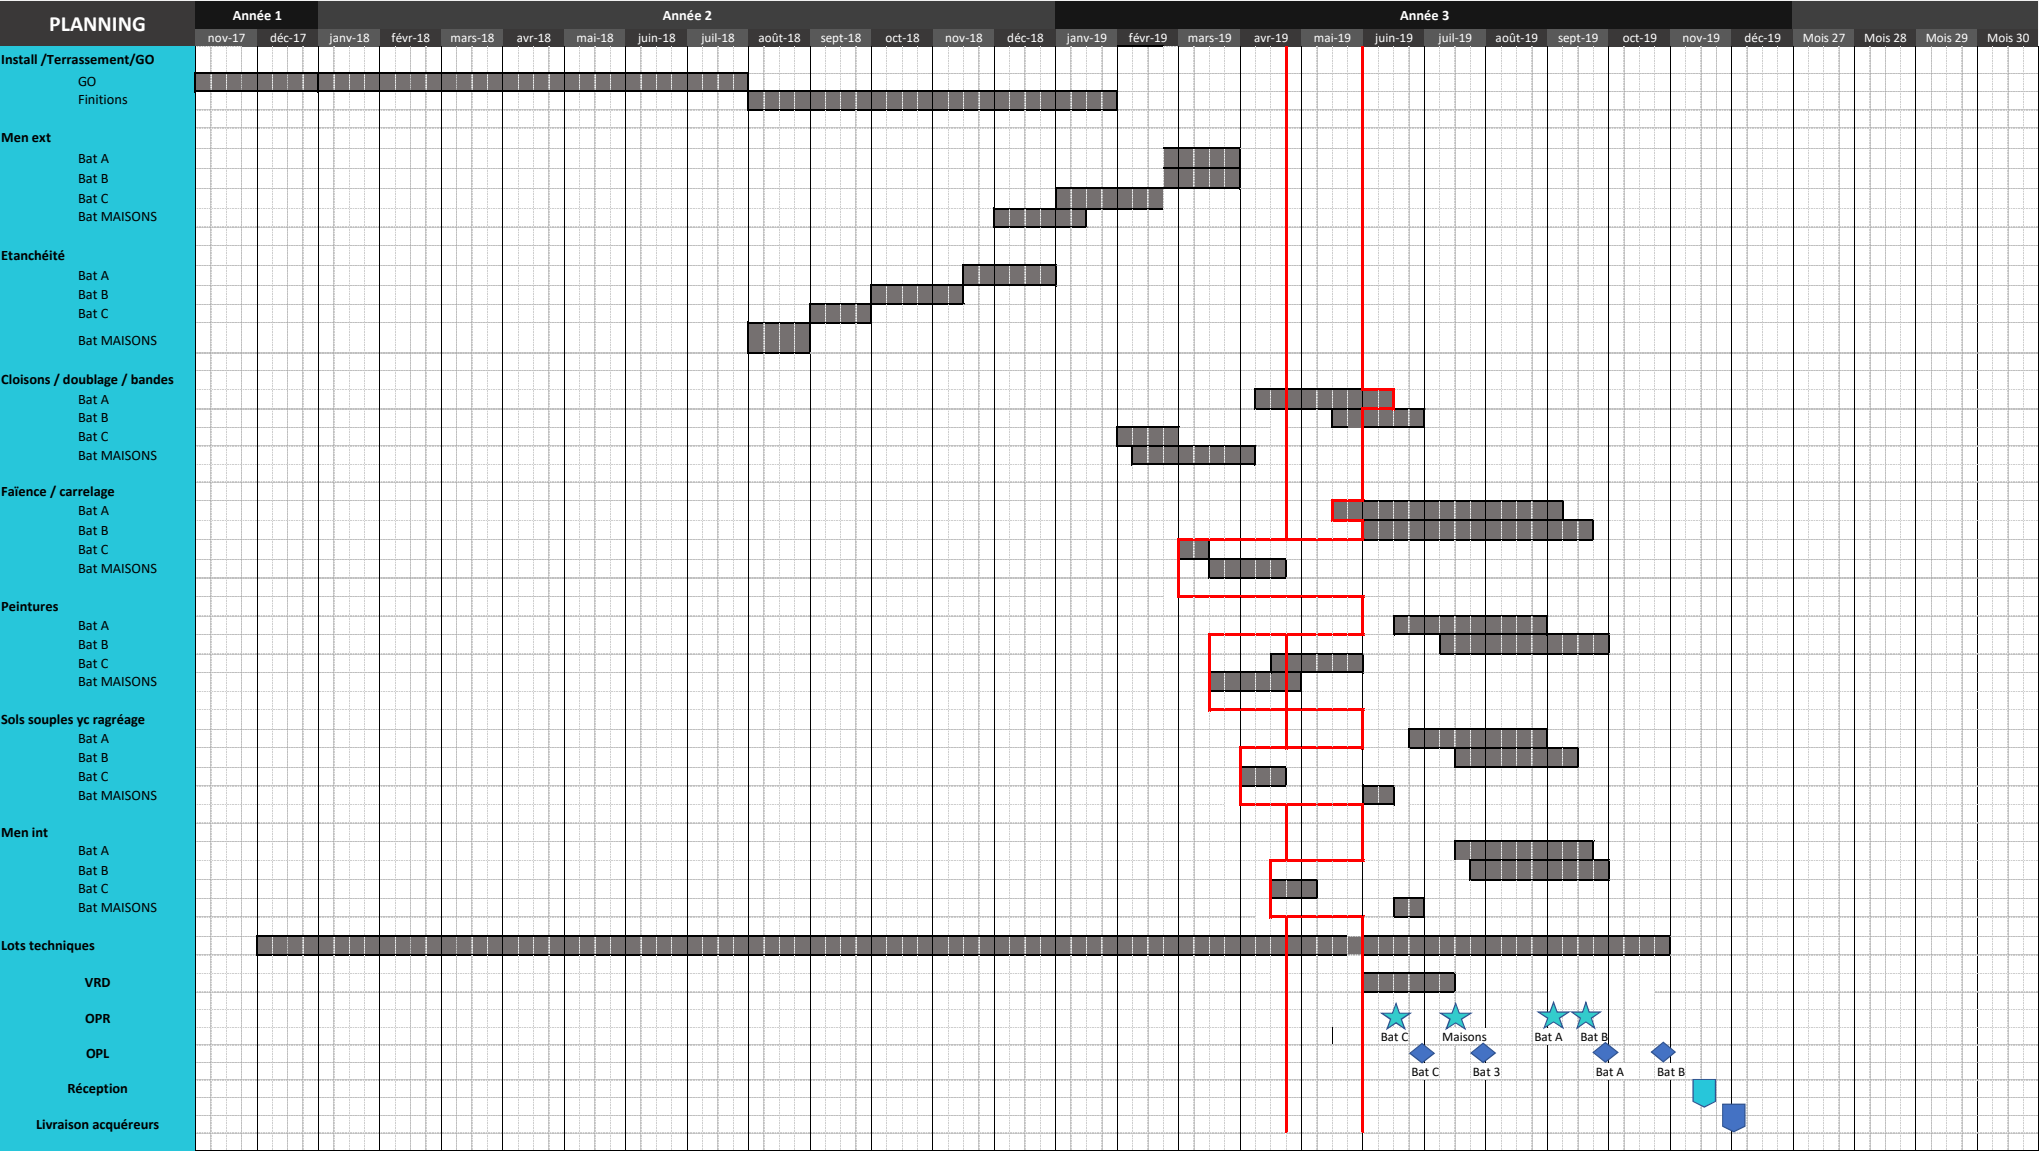 PLANNING
Année 1 Année 2 Année 3
nov-17 déc-17 janv-18 févr-18 mars-18 avr-18 mai-18 juin-18 juil-18 août-18 sept-18 oct-18 nov-18 déc-18 janv-19 févr-19 mars-19 avr-19 mai-19 juin-19 juil-19 août-19 sept-19 oct-19 nov-19 déc-19 Mois 27 Mois 28 Mois 29 Mois 30
Install /Terrassement/GO
GO
Finitions
Men ext
Bat A
Bat B
Bat C
Bat MAISONS
Etanchéité
Bat A
Bat B
Bat C
Bat MAISONS
Cloisons / doublage / bandes
Bat A
Bat B
Bat C
Bat MAISONS
Faïence / carrelage
Bat A
Bat B
Bat C
Bat MAISONS
Peintures
Bat A
Bat B
Bat C
Bat MAISONS
Sols souples yc ragréage
Bat A
Bat B
Bat C
Bat MAISONS
Men int
Bat A
Bat B
Bat C
Bat MAISONS
Lots techniques
VRD
OPR
Bat C Maisons Bat A Bat B
OPL
Bat C Bat 3 Bat A Bat B
Réception
Livraison acquéreurs